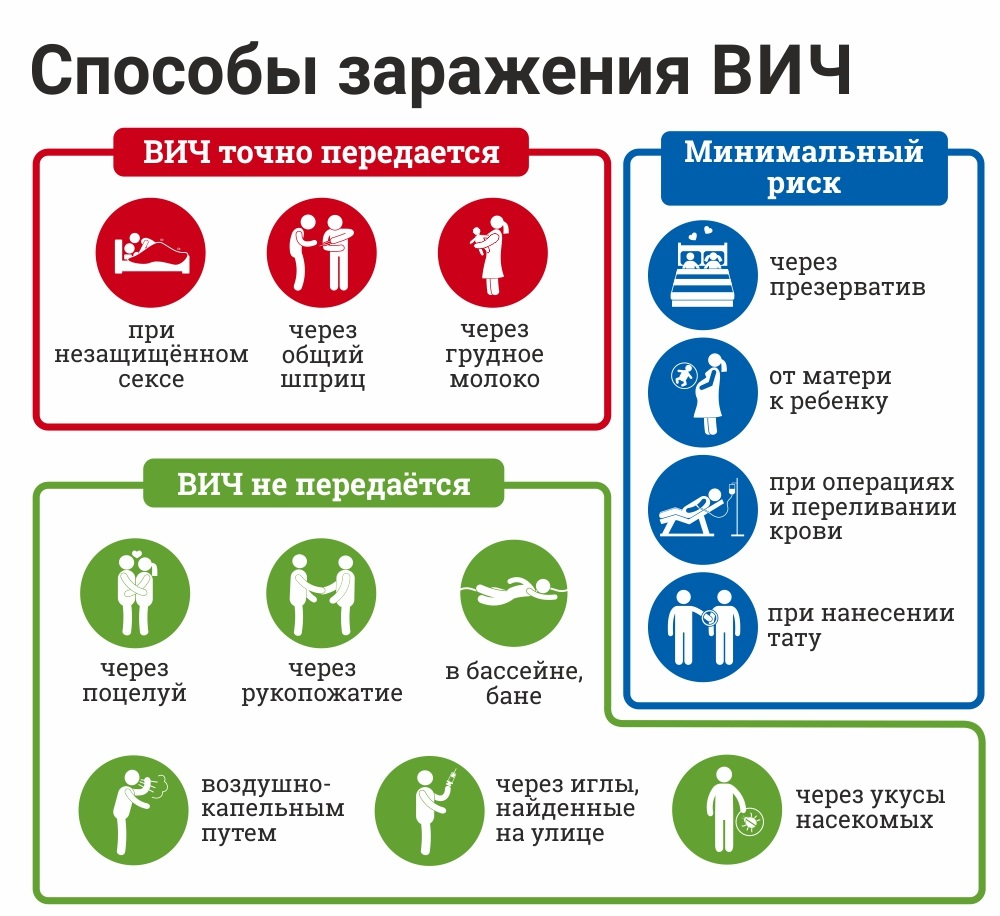 Способы заражения ВИЧ
ВИЧ точно передается
при
незащищённом
сексе
через
общий
шприц
через
грудное
молоко
Минимальный
риск
через
презерватив
от матери
к ребенку
при операциях
и переливании
крови
при нанесении
тату
ВИЧ не передаётся
через
поцелуй
через
рукопожатие
в бассейне,
бане
воздушно-
капельным
путем
через иглы,
найденные
на улице
через укусы
насекомых